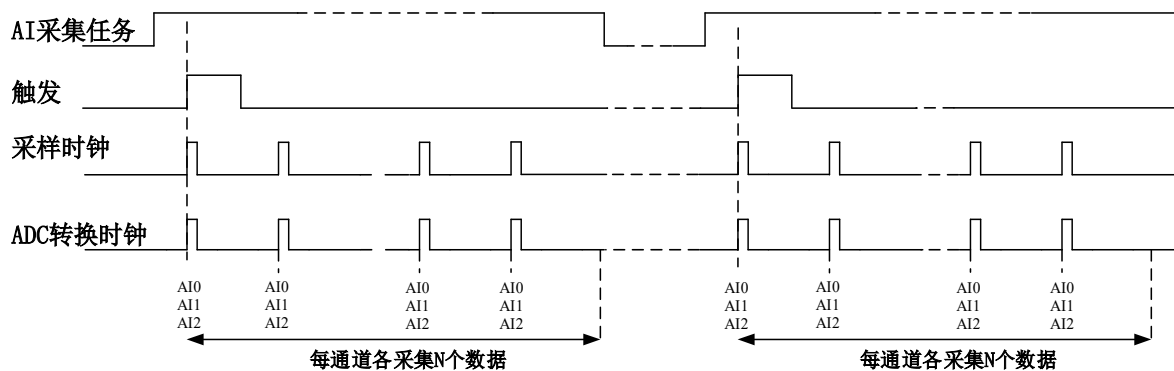 AI采集任务
触发
采样时钟
ADC转换时钟
AI0 AI0 AI0 AI0 AI0 AI0 AI0 AI0
AI1 AI1 AI1 AI1 AI1 AI1 AI1 AI1
AI2 AI2 AI2 AI2 AI2 AI2 AI2 AI2
每通道各采集N个数据 每通道各采集N个数据